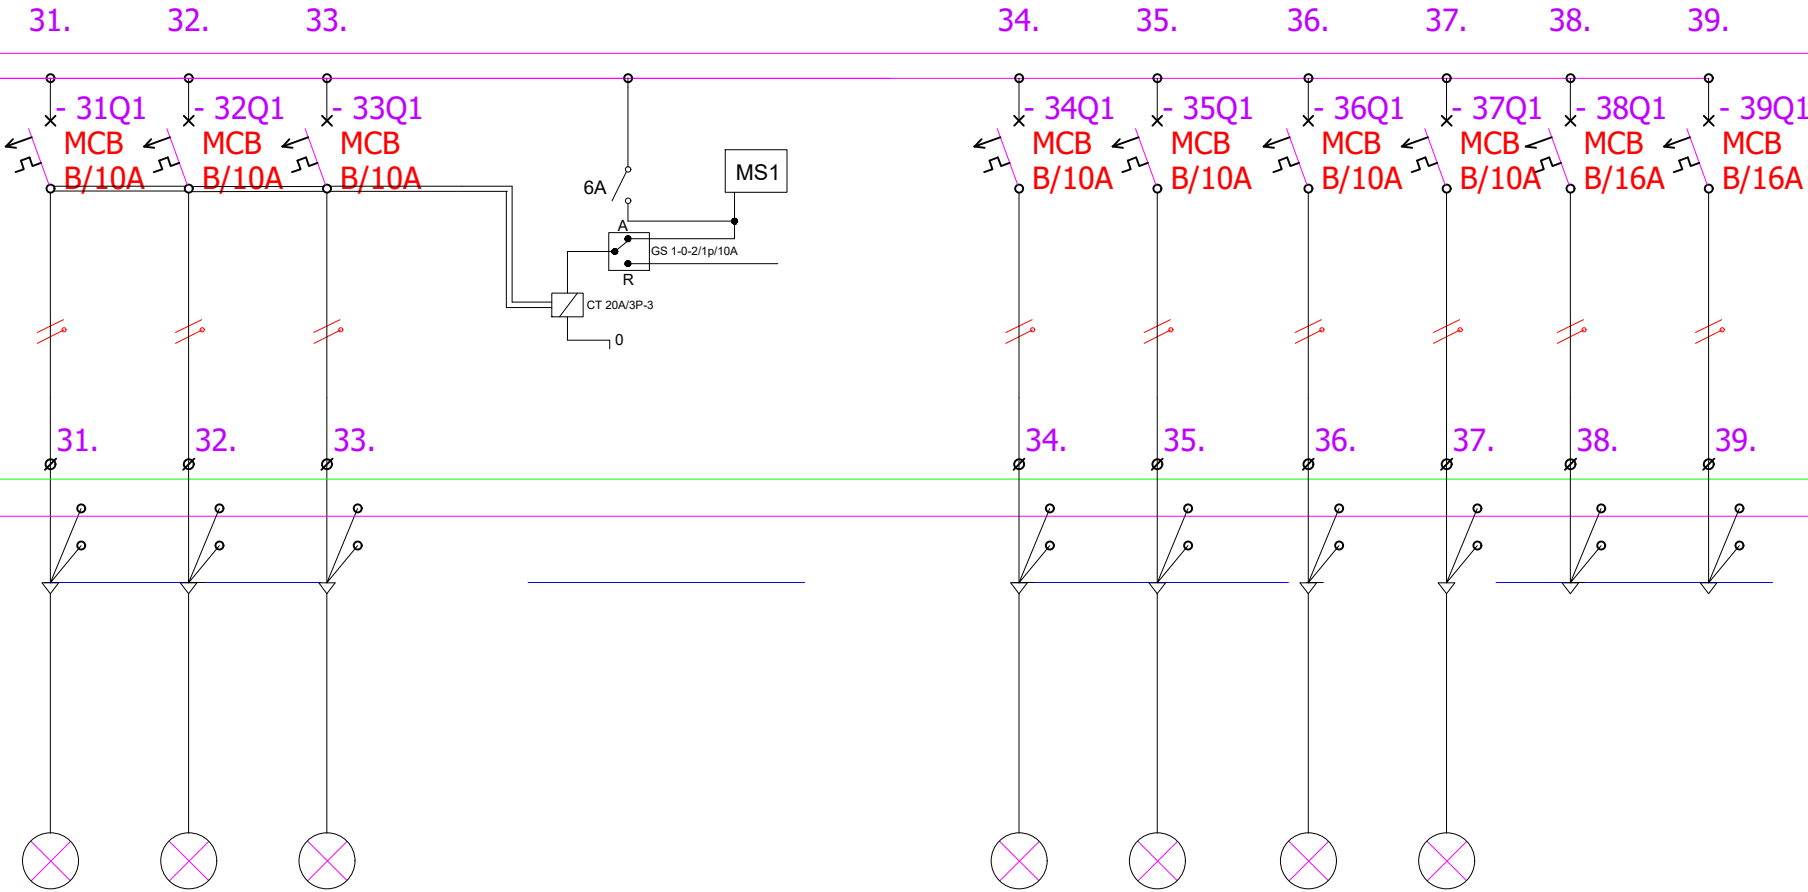 31. 32. 33. 34. 35. 36. 37. 38. 39.
- 31Q1 - 32Q1 - 33Q1 - 34Q1 - 35Q1 - 36Q1 - 37Q1 - 38Q1 - 39Q1
MCB MCB MCB MCB MCB MCB MCB MCB MCB
B/10A B/10A B/10A B/10A B/10A B/10A B/10A B/16A B/16A
MS1
6A
A
GS 1-0-2/1p/10A
R
CT 20A/3P-3
0
31. 32. 33. 34. 35. 36. 37. 38. 39.